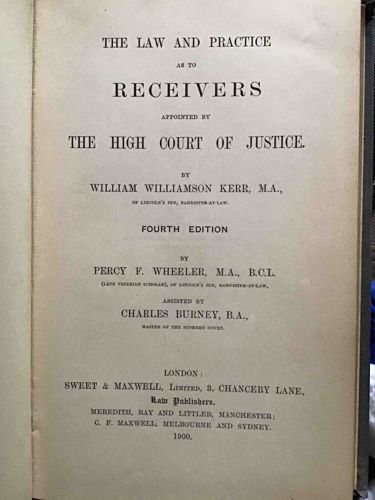 THE LAW AND PRACTICE
AS TO
RECEIVERS
APPOINTED BY
THE HIGH COURT OF JUSTICE.
BY
WILLIAM WILLIAMSON KERR, M.A.,
OF LINCOLN'S INN, BARRISTER-AT-LAW.
FOURTH EDITION
BY
PERCY F. WHEELER, M.A., B.C.L.
(LATE VINERIAN SCHOLAR), OF LINCOLN'S INN, BARRISTER-AT-LAW,
ASSISTED BY
CHARLES BURNEY, B.A.,
MASTER OF THE SUPREME COURT.
LONDON:
SWEET & MAXWELL, LIMITED, 3, CHANCERY LANE,
Law Publishers,
MEREDITH, RAY AND LITTLER, MANCHESTER;
C. F. MAXWELL, MELBOURNE AND SYDNEY.
1900.